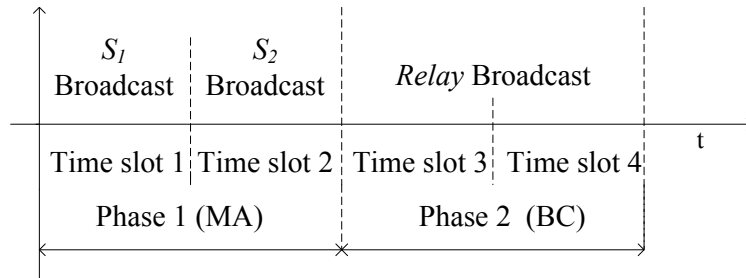 S1 S2
Broadcast Broadcast Relay Broadcast
t
Time slot 1 Time slot 2 Time slot 3 Time slot 4
Phase 1 (MA) Phase 2 (BC)